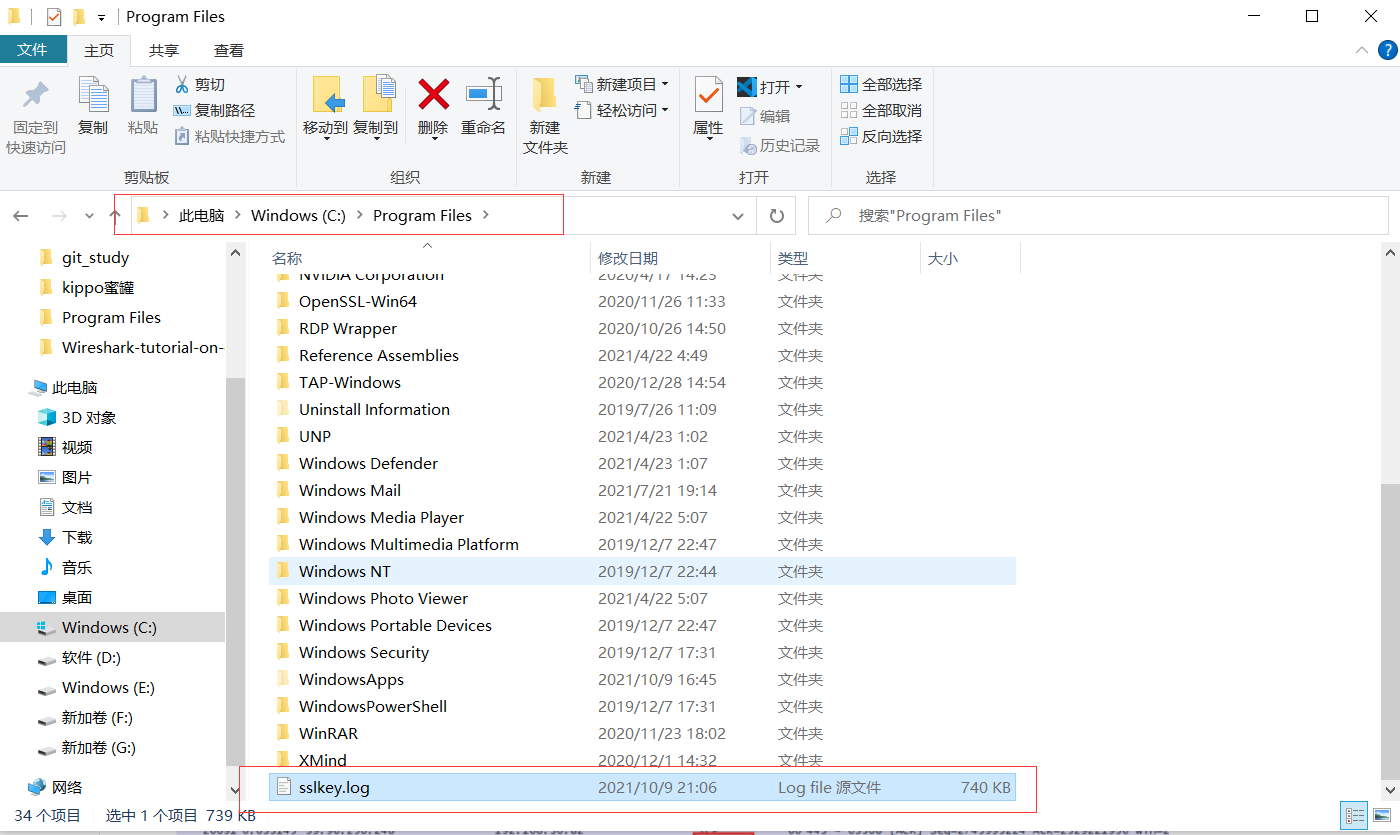 Program Files
文件 主页 共享 查看
固定到
快速访问
复制
粘贴
剪切
复制路径
粘贴快捷方式
剪贴板
移动到
复制到
删除
重命名
组织
新建
文件夹
新建项目
轻松访问
新建
属性
打开
编辑
历史记录
打开
全部选择
全部取消
反向选择
选择
此电脑 Windows (C:) Program Files
搜索"Program Files"
git_study
kippo蜜罐
Program Files
Wireshark-tutorial-on-
此电脑
3D 对象
视频
图片
文档
下载
音乐
桌面
Windows (C:)
软件 (D:)
Windows (E:)
新加卷 (F:)
新加卷 (G:)
网络
名称 修改日期 类型 大小
NVIDIA Corporation 2020/4/17 14:23 文件夹
OpenSSL-Win64 2020/11/26 11:33 文件夹
RDP Wrapper 2020/10/26 14:50 文件夹
Reference Assemblies 2021/4/22 4:49 文件夹
TAP-Windows 2020/12/28 14:54 文件夹
Uninstall Information 2019/7/26 11:09 文件夹
UNP 2021/4/23 1:02 文件夹
Windows Defender 2021/4/23 1:07 文件夹
Windows Mail 2021/7/21 19:14 文件夹
Windows Media Player 2021/4/22 5:07 文件夹
Windows Multimedia Platform 2019/12/7 22:47 文件夹
Windows NT 2019/12/7 22:44 文件夹
Windows Photo Viewer 2021/4/22 5:07 文件夹
Windows Portable Devices 2019/12/7 22:47 文件夹
Windows Security 2019/12/7 17:31 文件夹
WindowsApps 2021/10/9 16:45 文件夹
WindowsPowerShell 2019/12/7 17:31 文件夹
WinRAR 2020/11/23 18:02 文件夹
XMind 2020/12/1 14:32 文件夹
sslkey.log 2021/10/9 21:06 Log file 源文件 740 KB
34 个项目 选中 1 个项目 739 KB